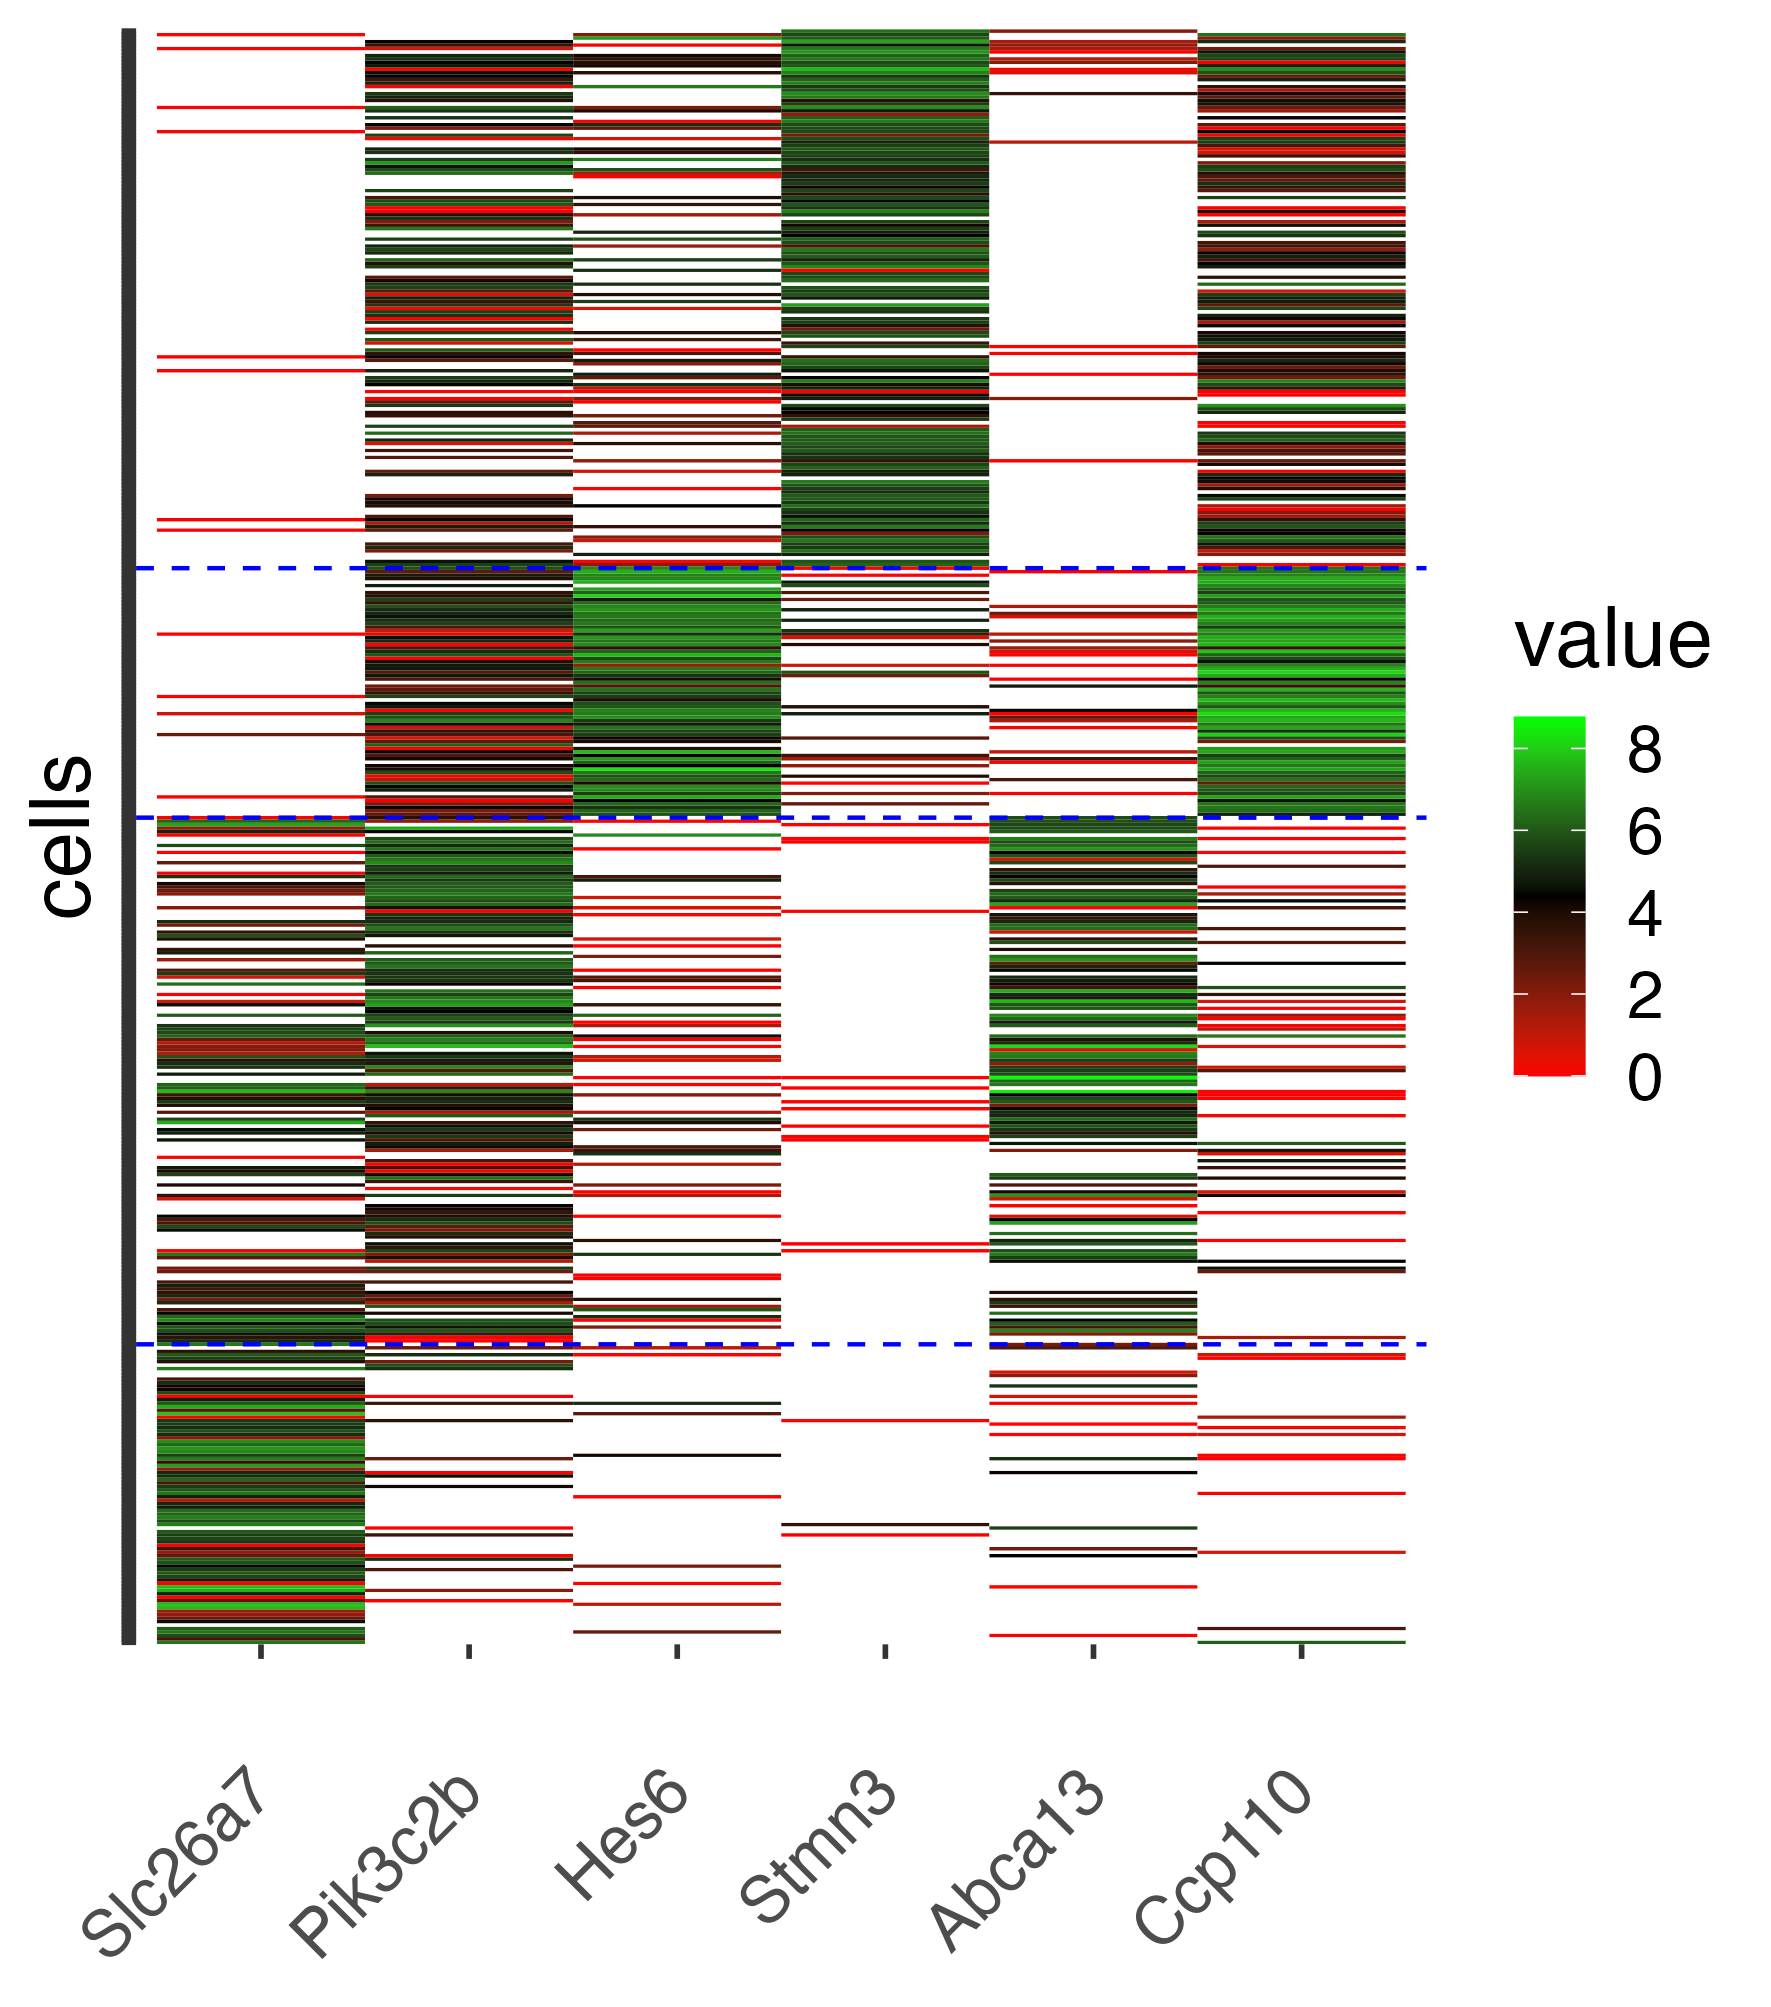 cells
value
8
6
4
2
0
Slc26a7
Pik3c2b
Hes6
Stmn3
Abca13
Ccp110